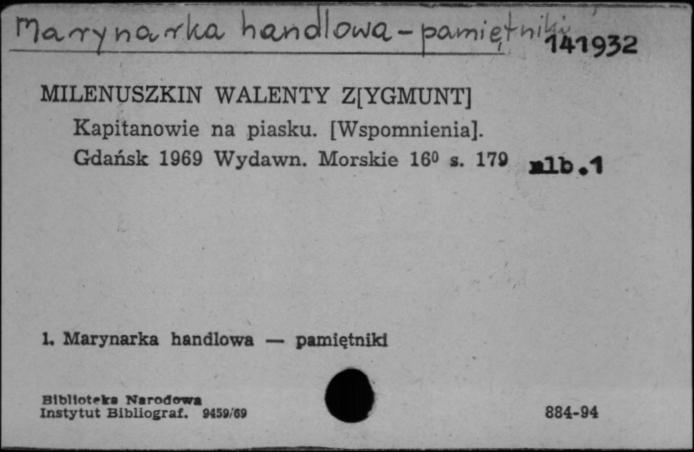 Marynarka handlowa - pamiętniki
141932
MILENUSZKIN WALENTY Z[YGMUNT]
Kapitanowie na piasku. [Wspomnienia].
Gdańsk 1969 Wydawn. Morskie 16⁰ s. 179 nlb.1
1. Marynarka handlowa — pamiętniki
Biblioteka Narodowa
Instytut Bibliograf. 9459/69
884-94